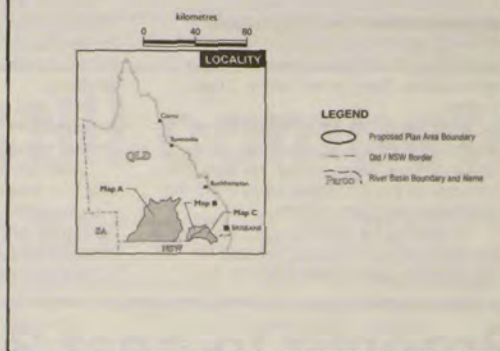 kilometres
0 40 80
LOCALITY
Cairns
Townsville
QLD
Rockhampton
Map A
Map B
Map C
BRISBANE
SA
NSW
LEGEND
Proposed Plan Area Boundary
Qld / NSW Border
Paroo River Basin Boundary and Name